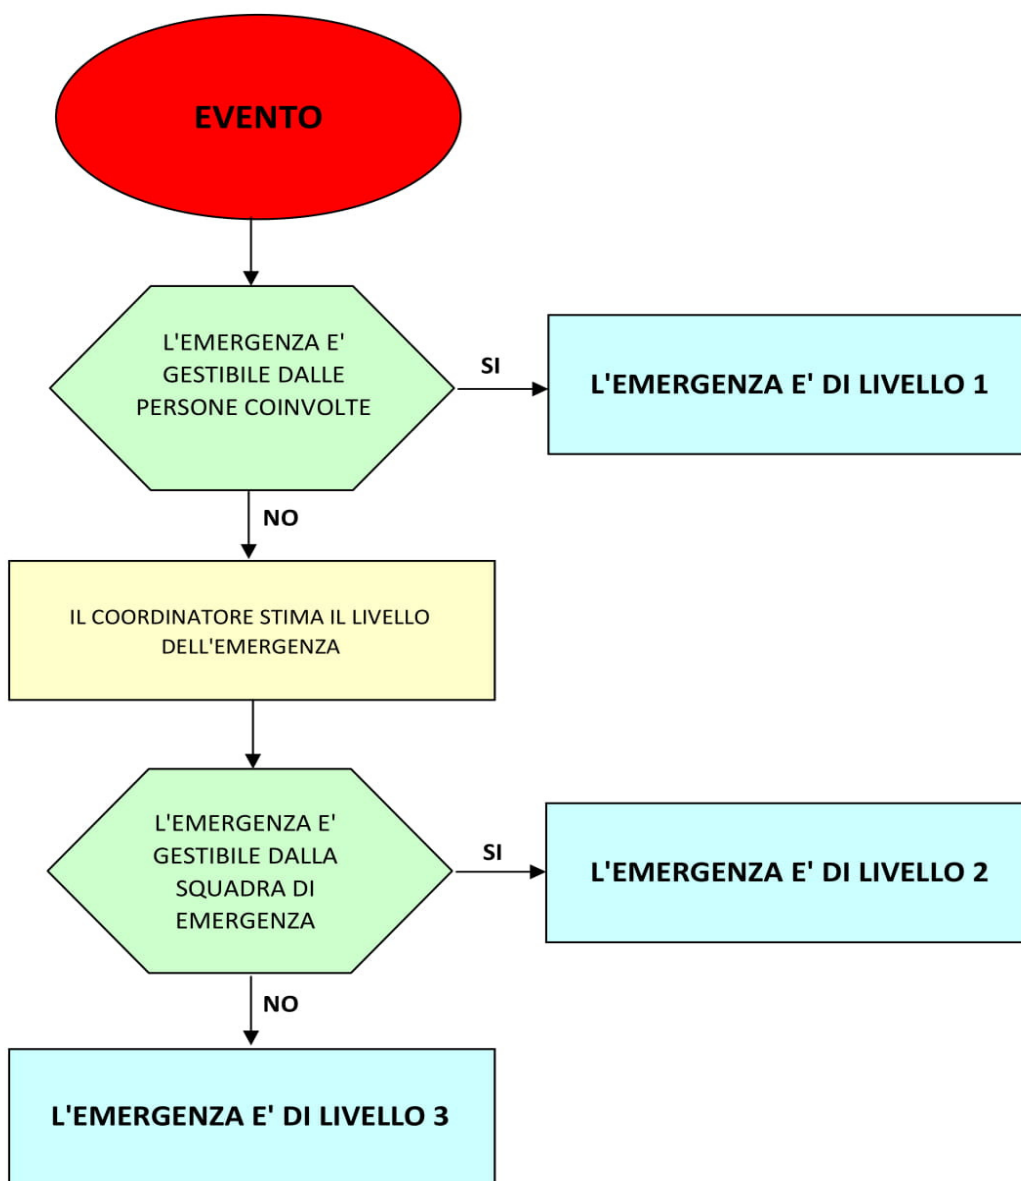 EVENTO
L'EMERGENZA E'
GESTIBILE DALLE
PERSONE COINVOLTE
SI
L'EMERGENZA E' DI LIVELLO 1
NO
IL COORDINATORE STIMA IL LIVELLO
DELL'EMERGENZA
L'EMERGENZA E'
GESTIBILE DALLA
SQUADRA DI
EMERGENZA
SI
L'EMERGENZA E' DI LIVELLO 2
NO
L'EMERGENZA E' DI LIVELLO 3